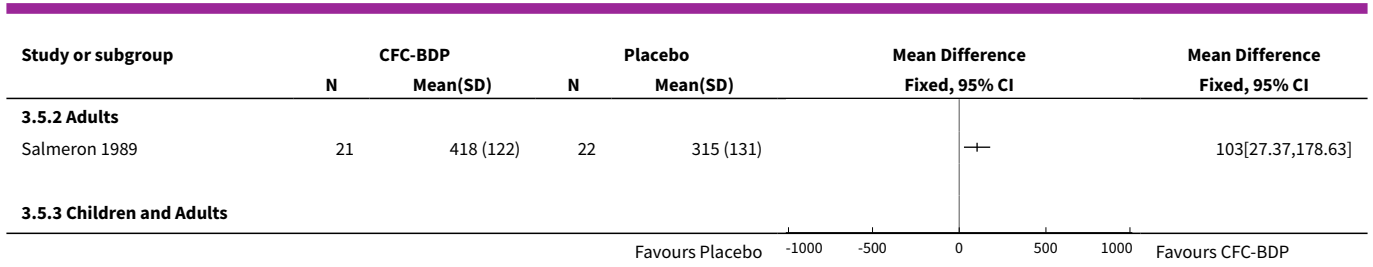 Study or subgroup CFC-BDP Placebo Mean Difference Mean Difference
N Mean(SD) N Mean(SD) Fixed, 95% CI Fixed, 95% CI
3.5.2 Adults
Salmeron 1989 21 418 (122) 22 315 (131) 103[27.37,178.63]
3.5.3 Children and Adults
Favours Placebo -1000 -500 0 500 1000 Favours CFC-BDP